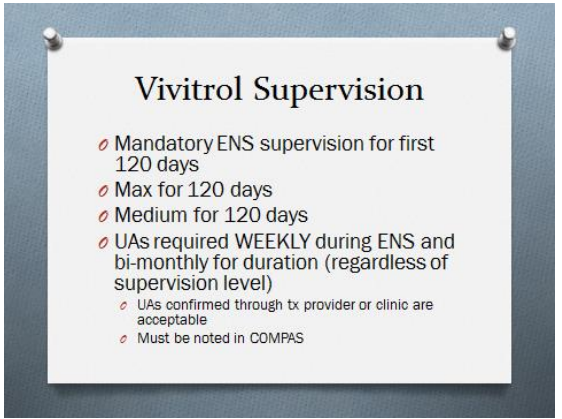 Vivitrol Supervision
Mandatory ENS supervision for first
120 days
Max for 120 days
Medium for 120 days
UAs required WEEKLY during ENS and
bi-monthly for duration (regardless of
supervision level)
UAs confirmed through tx provider or clinic are
acceptable
Must be noted in COMPAS